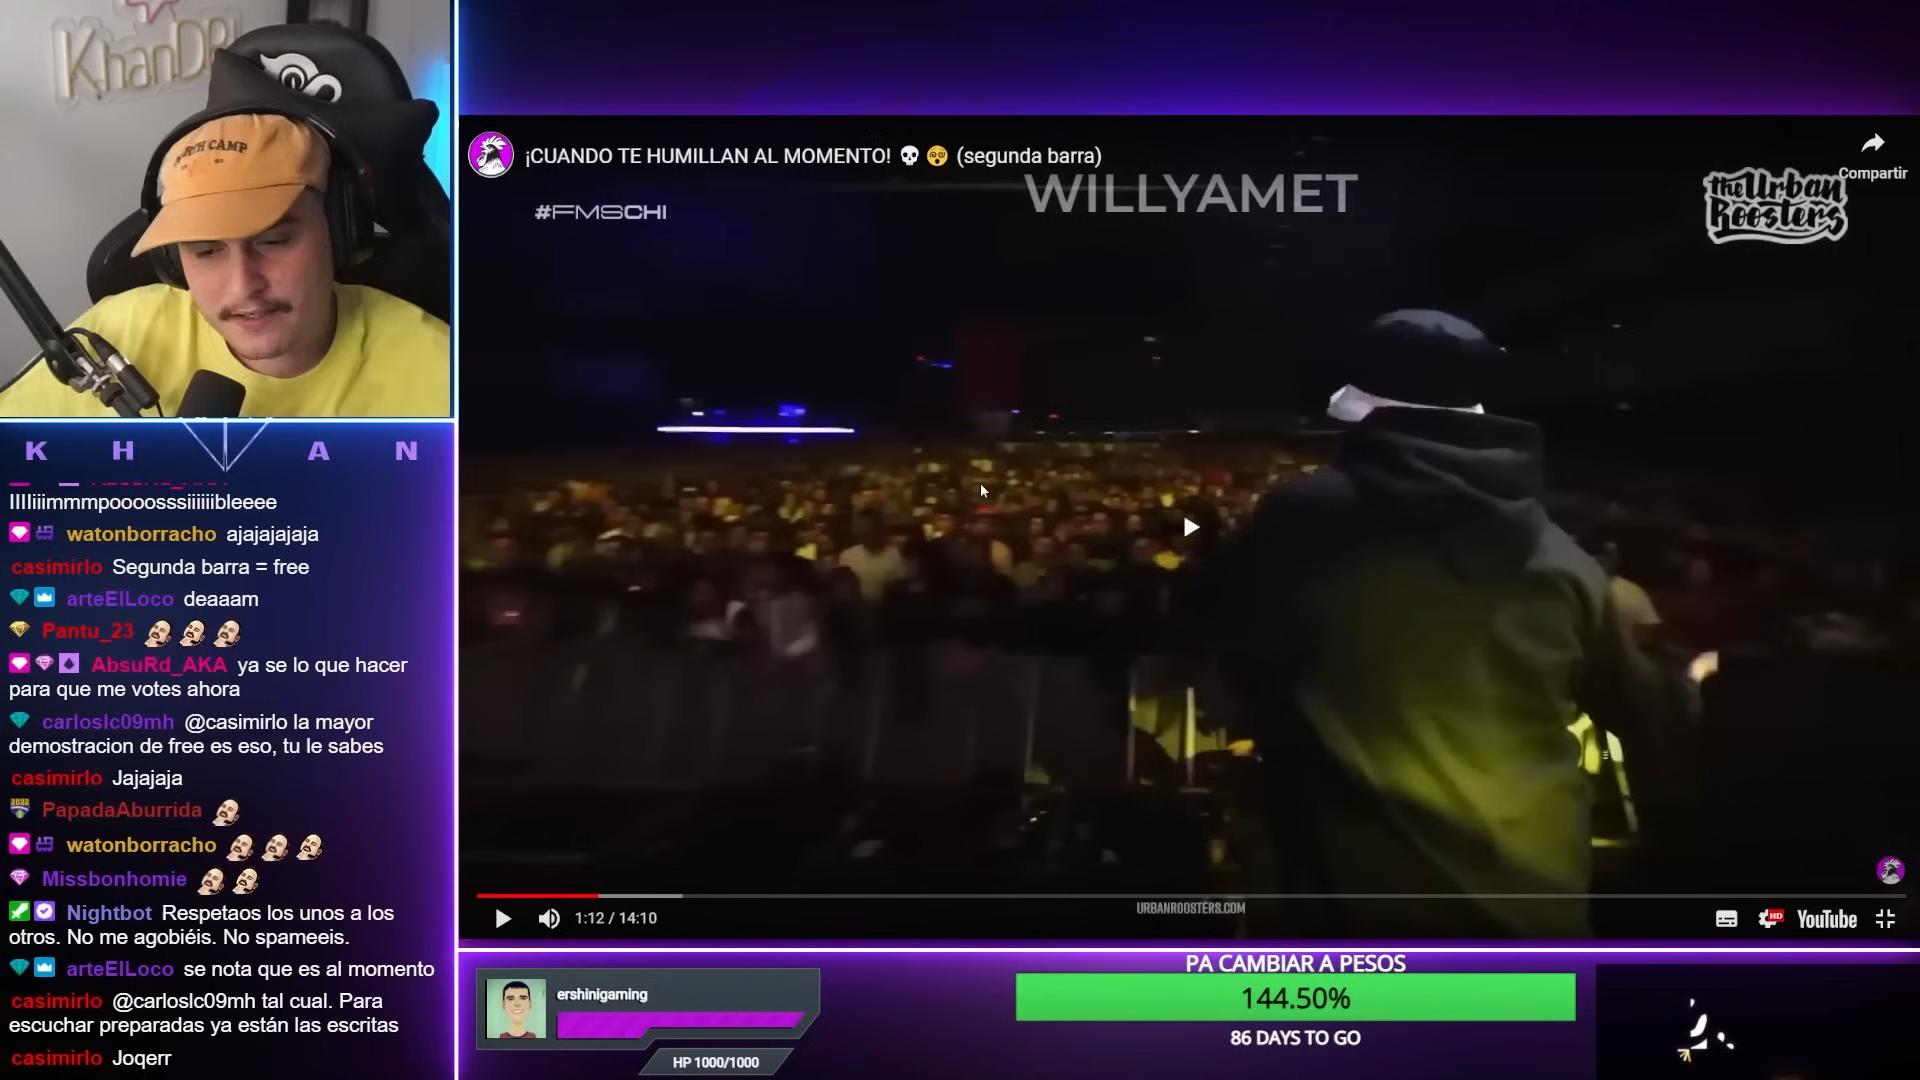 KhanDBL
NORTH CAMP
K H A N
IIIIiiimmmpoooosssiiiiiibleeee
watonborracho ajajajajaja
casimirlo Segunda barra = free
arteElLoco deaaam
Pantu_23
AbsuRd_AKA ya se lo que hacer
para que me votes ahora
carloslc09mh @casimirlo la mayor
demostracion de free es eso, tu le sabes
casimirlo Jajajaja
PapadaAburrida
watonborracho
Missbonhomie
Nightbot Respetaos los unos a los
otros. No me agobiéis. No spameeis.
arteElLoco se nota que es al momento
casimirlo @carloslc09mh tal cual. Para
escuchar preparadas ya están las escritas
casimirlo Joqerr
¡CUANDO TE HUMILLAN AL MOMENTO! 💀 😵‍💫 (segunda barra)
Compartir
#FMSCHI
WILLYAMET
the Urban
Roosters
1:12 / 14:10
URBANROOSTERS.COM
HD
YouTube
ershinigaming
HP 1000/1000
PA CAMBIAR A PESOS
144.50%
86 DAYS TO GO